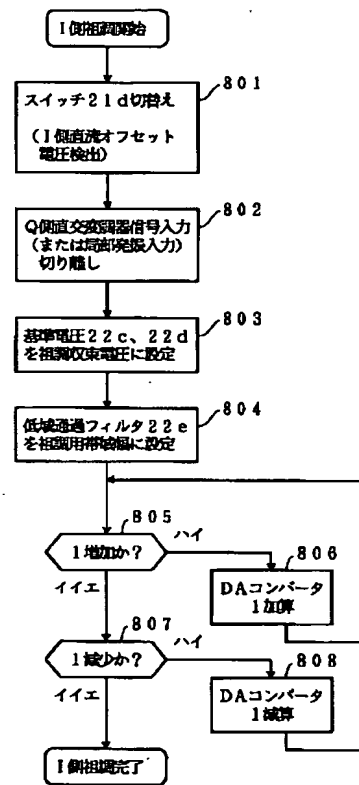 I側粗調開始
801
スイッチ21d切替え
(I側直流オフセット
電圧検出)
802
Q側直交変調器信号入力
(または局部発振入力)
切り離し
803
基準電圧22c、22d
を粗調収束電圧に設定
804
低域通過フィルタ22e
を粗調用帯域幅に設定
805
1増加か?
ハイ
806
DAコンバータ
1加算
イイエ
807
1減少か?
ハイ
808
DAコンバータ
1減算
イイエ
I側粗調完了